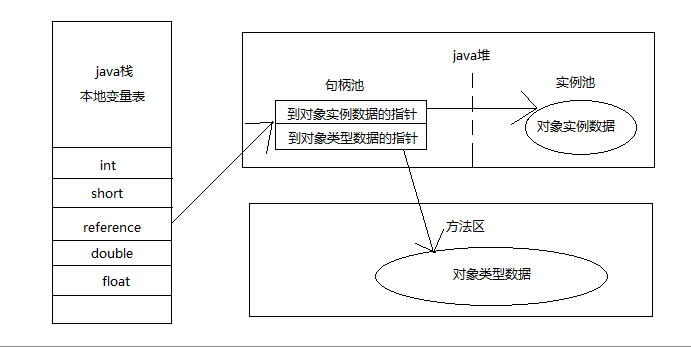 java栈
本地变量表
int
short
reference
double
float
java堆
句柄池
实例池
到对象实例数据的指针
到对象类型数据的指针
对象实例数据
方法区
对象类型数据